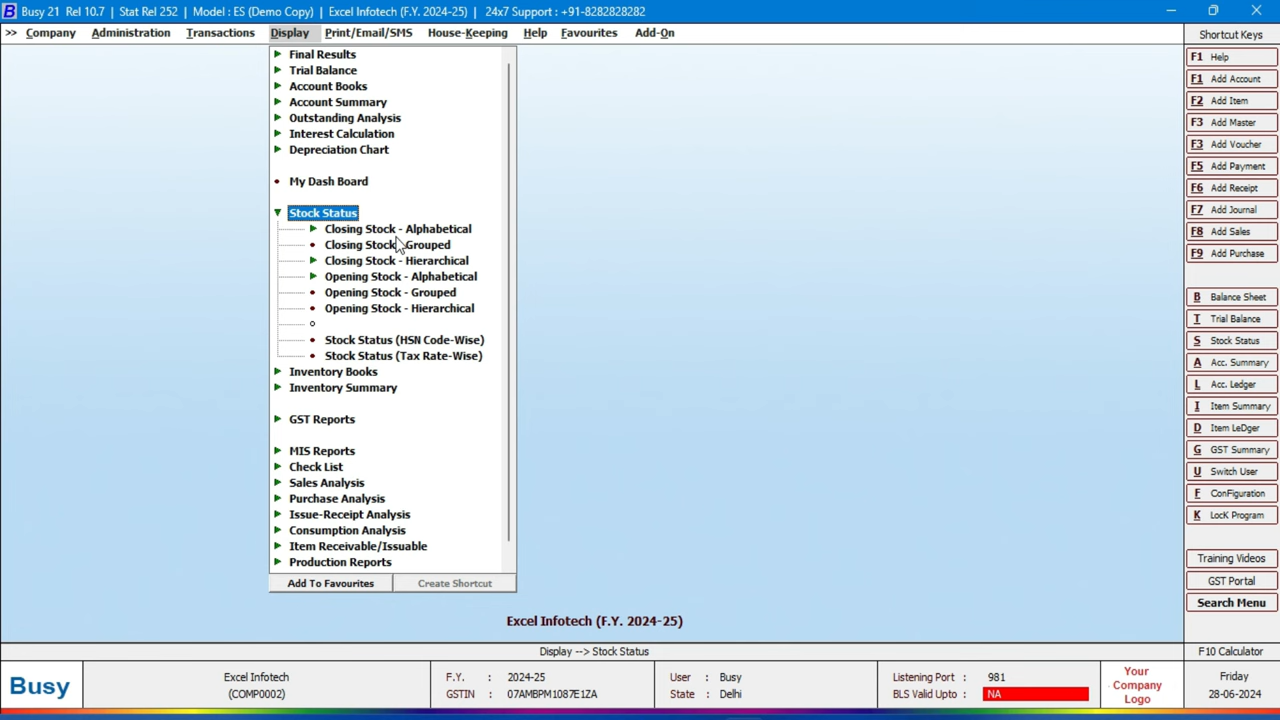 Busy 21 Rel 10.7 | Stat Rel 252 | Model : ES (Demo Copy) | Excel Infotech (F.Y. 2024-25) | 24x7 Support : +91-8282828282
>> Company Administration Transactions Display Print/Email/SMS House-Keeping Help Favourites Add-On
Final Results
Trial Balance
Account Books
Account Summary
Outstanding Analysis
Interest Calculation
Depreciation Chart
My Dash Board
Stock Status
Closing Stock - Alphabetical
Closing Stock - Grouped
Closing Stock - Hierarchical
Opening Stock - Alphabetical
Opening Stock - Grouped
Opening Stock - Hierarchical
Stock Status (HSN Code-Wise)
Stock Status (Tax Rate-Wise)
Inventory Books
Inventory Summary
GST Reports
MIS Reports
Check List
Sales Analysis
Purchase Analysis
Issue-Receipt Analysis
Consumption Analysis
Item Receivable/Issuable
Production Reports
Add To Favourites Create Shortcut
Excel Infotech (F.Y. 2024-25)
Display --> Stock Status
Shortcut Keys
F1 Help
F1 Add Account
F2 Add Item
F3 Add Master
F3 Add Voucher
F5 Add Payment
F6 Add Receipt
F7 Add Journal
F8 Add Sales
F9 Add Purchase
B Balance Sheet
T Trial Balance
S Stock Status
A Acc. Summary
L Acc. Ledger
I Item Summary
D Item LeDger
G GST Summary
U Switch User
F ConFiguration
K LocK Program
Training Videos
GST Portal
Search Menu
F10 Calculator
Busy
Excel Infotech
(COMP0002)
F.Y. : 2024-25
GSTIN : 07AMBPM1087E1ZA
User : Busy
State : Delhi
Listening Port : 981
BLS Valid Upto : NA
Your
Company
Logo
Friday
28-06-2024